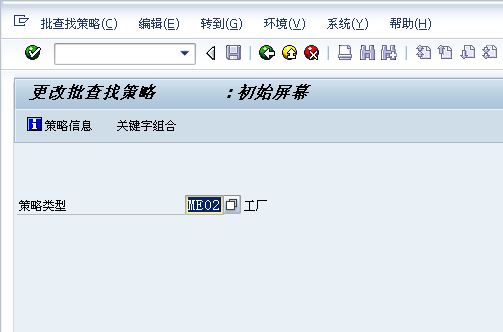 批查找策略(C) 编辑(E) 转到(G) 环境(V) 系统(Y) 帮助(H)
更改批查找策略 :初始屏幕
策略信息 关键字组合
策略类型 ME02 工厂